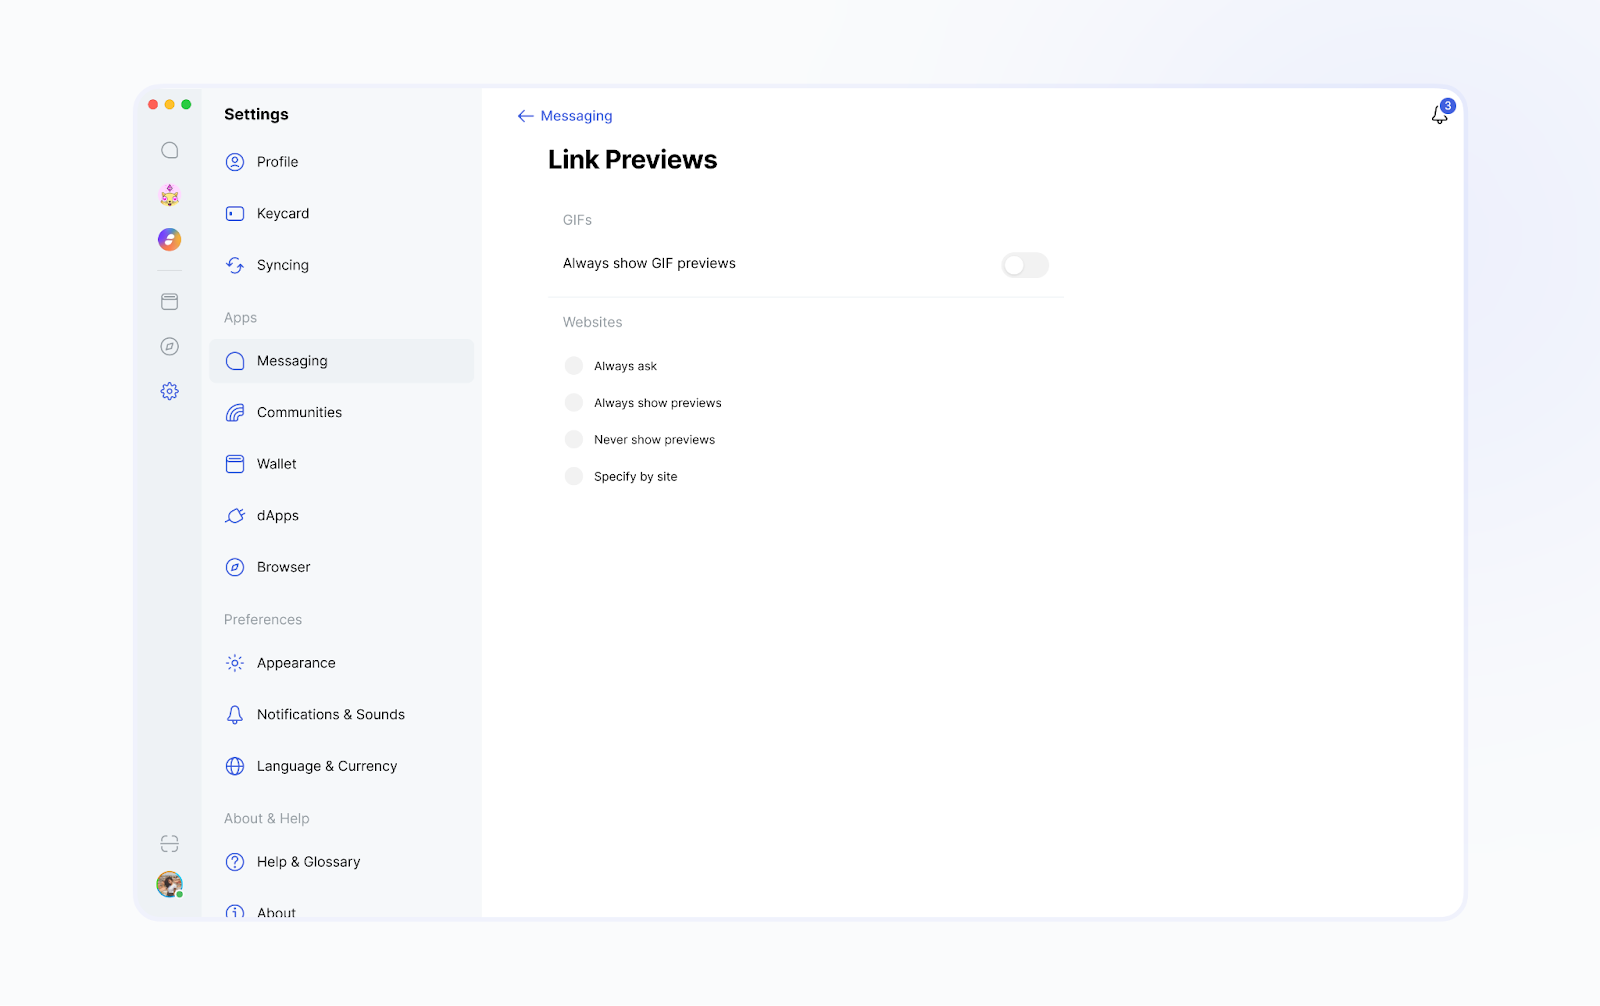 Settings
Profile
Keycard
Syncing
Apps
Messaging
Communities
Wallet
dApps
Browser
Preferences
Appearance
Notifications & Sounds
Language & Currency
About & Help
Help & Glossary
About
Messaging
3
Link Previews
GIFs
Always show GIF previews
Websites
Always ask
Always show previews
Never show previews
Specify by site